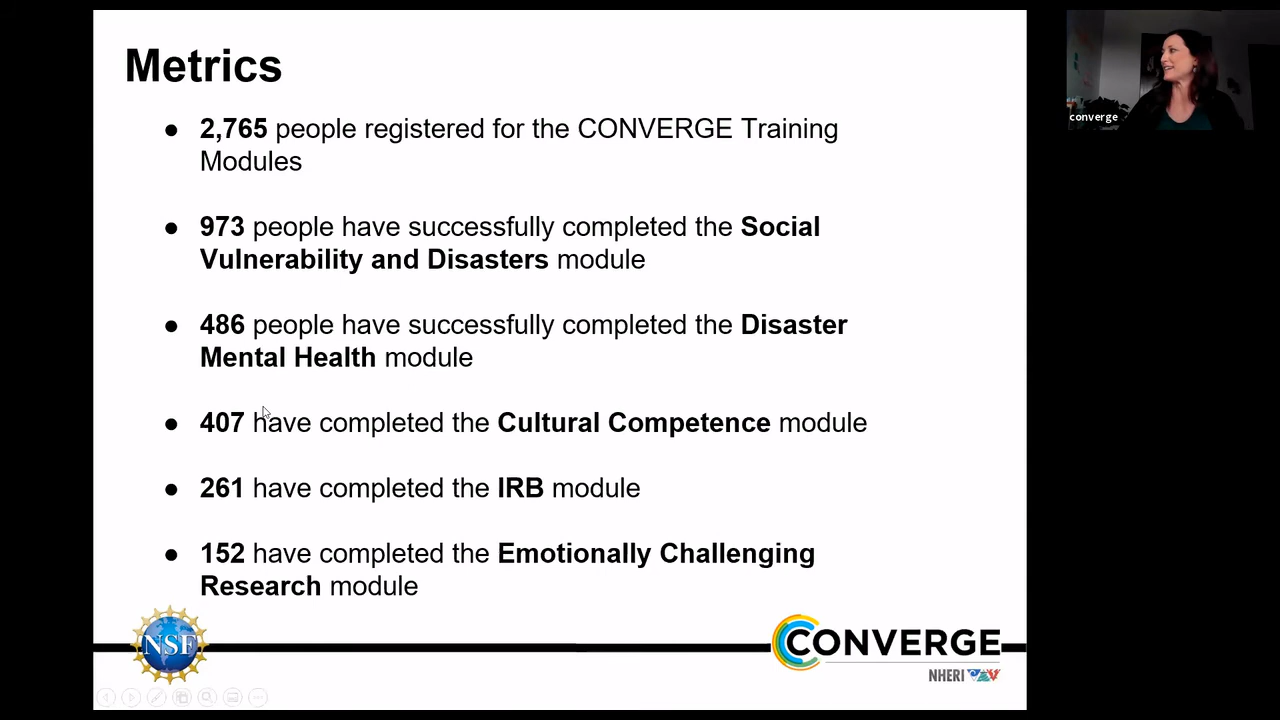 Metrics
● 2,765 people registered for the CONVERGE Training
Modules
● 973 people have successfully completed the Social
Vulnerability and Disasters module
● 486 people have successfully completed the Disaster
Mental Health module
● 407 have completed the Cultural Competence module
● 261 have completed the IRB module
● 152 have completed the Emotionally Challenging
Research module
NSF
CONVERGE
NHERI
converge